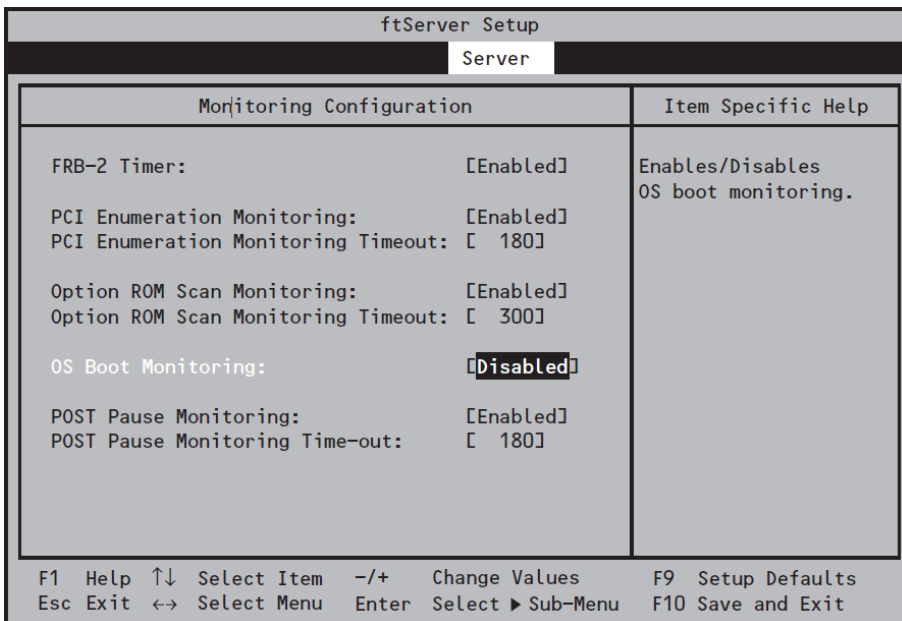 ftServer Setup
Server
Monitoring Configuration
Item Specific Help
FRB-2 Timer: [Enabled]
PCI Enumeration Monitoring: [Enabled]
PCI Enumeration Monitoring Timeout: [ 180]
Option ROM Scan Monitoring: [Enabled]
Option ROM Scan Monitoring Timeout: [ 300]
OS Boot Monitoring: [Disabled]
POST Pause Monitoring: [Enabled]
POST Pause Monitoring Time-out: [ 180]
Enables/Disables
OS boot monitoring.
F1 Help ↑↓ Select Item -/+ Change Values F9 Setup Defaults
Esc Exit ↔ Select Menu Enter Select ▶ Sub-Menu F10 Save and Exit